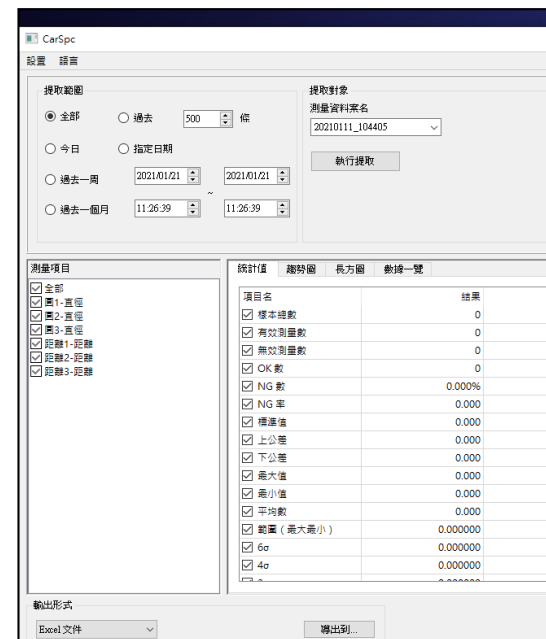 CarSpc
設置 語言
提取範圍
全部 過去 500 條
今日 指定日期
過去一周 2021/01/21 2021/01/21
~
過去一個月 11:26:39 11:26:39
提取對象
測量資料案名
20210111_104405
執行提取
測量項目
全部
圓1-直徑
圓2-直徑
圓3-直徑
距離1-距離
距離2-距離
距離3-距離
統計值 趨勢圖 長方圖 數據一覽
項目名 結果
樣本總數 0
有效測量數 0
無效測量數 0
OK 數 0
NG 數 0.000%
NG 率 0.000
標準值 0.000
上公差 0.000
下公差 0.000
最大值 0.000
最小值 0.000
平均數 0.000
範圍 ( 最大最小 ) 0.000000
6σ 0.000000
4σ 0.000000
輸出形式
Excel 文件 導出到...